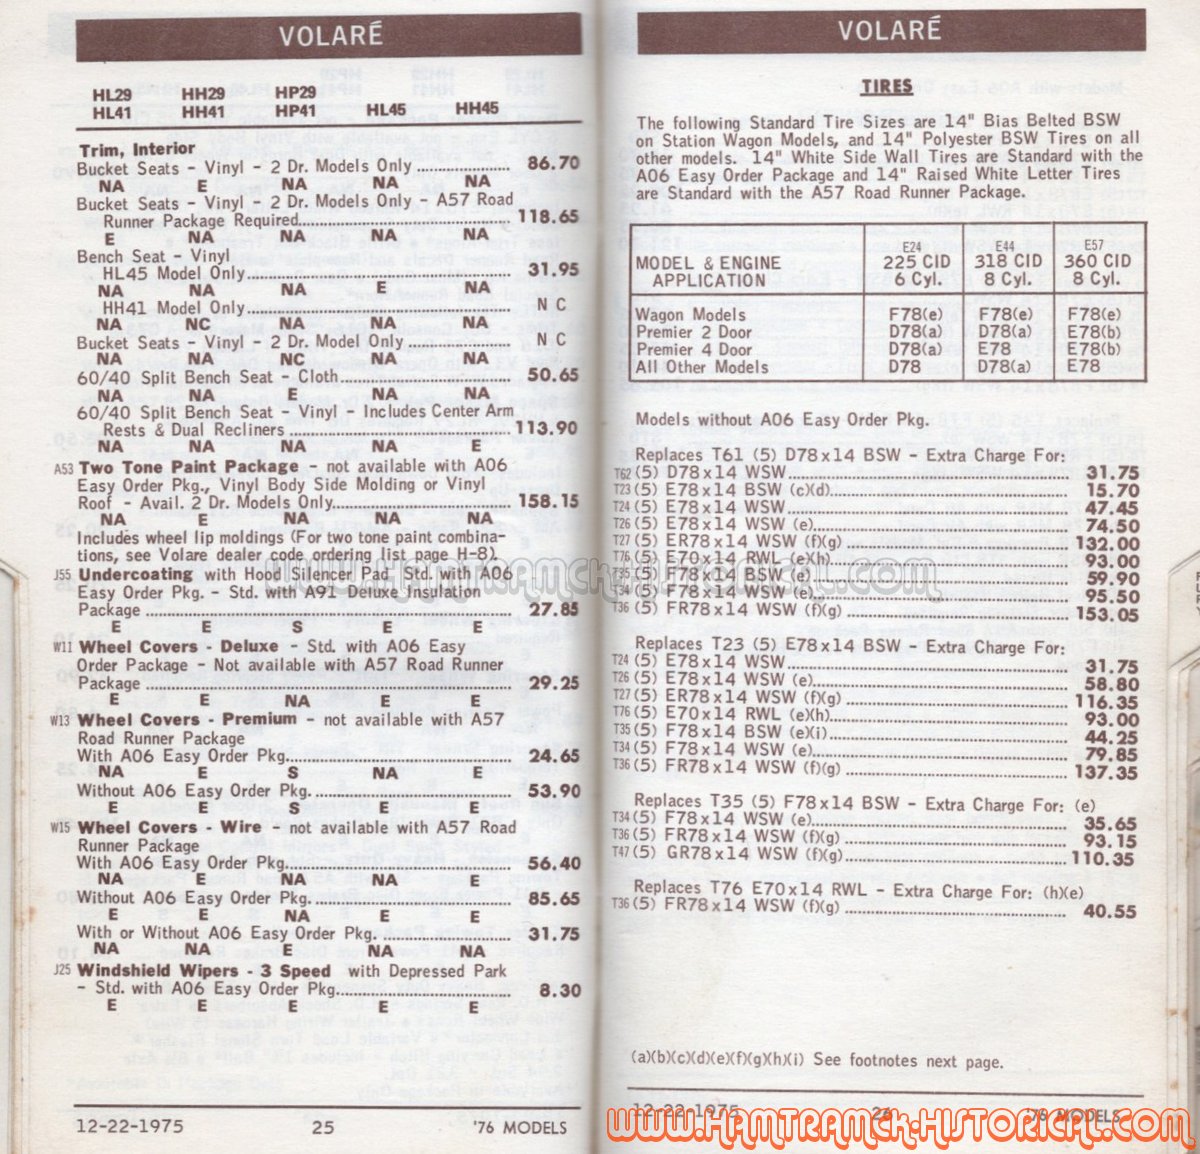 VOLARÉ
HL29 HH29 HP29
HL41 HH41 HP41 HL45 HH45
Trim, Interior
Bucket Seats - Vinyl - 2 Dr. Models Only ............ 86.70
NA E NA NA NA
Bucket Seats - Vinyl - 2 Dr. Models Only - A57 Road
Runner Package Required............ 118.65
E NA NA NA NA
Bench Seat - Vinyl
HL45 Model Only............ 31.95
NA NA NA E NA
HH41 Model Only............ N C
NA NC NA NA NA
Bucket Seats - Vinyl - 2 Dr. Model Only............ N C
NA NA NC NA NA
60/40 Split Bench Seat - Cloth............ 50.65
NA NA E NA NA
60/40 Split Bench Seat - Vinyl - Includes Center Arm
Rests & Dual Recliners............ 113.90
NA NA NA NA E
A53 Two Tone Paint Package - not available with A06
Easy Order Pkg., Vinyl Body Side Molding or Vinyl
Roof - Avail. 2 Dr. Models Only............ 158.15
NA E NA NA NA
Includes wheel lip moldings (For two tone paint combina-
tions, see Volare dealer code ordering list page H-8).
J55 Undercoating with Hood Silencer Pad Std. with A06
Easy Order Pkg. - Std. with A91 Deluxe Insulation
Package............ 27.85
E E S E E
W11 Wheel Covers - Deluxe - Std. with A06 Easy
Order Package - Not available with A57 Road Runner
Package............ 29.25
E E NA E E
W13 Wheel Covers - Premium - not available with A57
Road Runner Package
With A06 Easy Order Pkg............. 24.65
NA E S NA E
Without A06 Easy Order Pkg............. 53.90
E E S E E
W15 Wheel Covers - Wire - not available with A57 Road
Runner Package
With A06 Easy Order Pkg............. 56.40
NA E NA NA E
Without A06 Easy Order Pkg............. 85.65
E E NA E E
With or Without A06 Easy Order Pkg............. 31.75
NA NA E NA NA
J25 Windshield Wipers - 3 Speed with Depressed Park
- Std. with A06 Easy Order Pkg............. 8.30
E E E E E
12-22-1975 25 '76 MODELS
VOLARÉ
TIRES
The following Standard Tire Sizes are 14" Bias Belted BSW
on Station Wagon Models, and 14" Polyester BSW Tires on all
other models. 14" White Side Wall Tires are Standard with the
A06 Easy Order Package and 14" Raised White Letter Tires
are Standard with the A57 Road Runner Package.
E24 E44 E57
MODEL & ENGINE 225 CID 318 CID 360 CID
APPLICATION 6 Cyl. 8 Cyl. 8 Cyl.
Wagon Models F78(e) F78(e) F78(e)
Premier 2 Door D78(a) D78(a) E78(b)
Premier 4 Door D78(a) E78 E78(b)
All Other Models D78 D78(a) E78
Models without A06 Easy Order Pkg.
Replaces T61 (5) D78x14 BSW - Extra Charge For:
T62 (5) D78x14 WSW............ 31.75
T23 (5) E78x14 BSW (c)(d)............ 15.70
T24 (5) E78x14 WSW............ 47.45
T26 (5) E78x14 WSW (e)............ 74.50
T27 (5) ER78x14 WSW (f)(g)............ 132.00
T76 (5) E70x14 RWL (e)(h)............ 93.00
T35 (5) F78x14 BSW (e)............ 59.90
T34 (5) F78x14 WSW (e)............ 95.50
T36 (5) FR78x14 WSW (f)(g)............ 153.05
Replaces T23 (5) E78x14 BSW - Extra Charge For:
T24 (5) E78x14 WSW............ 31.75
T26 (5) E78x14 WSW (e)............ 58.80
T27 (5) ER78x14 WSW (f)(g)............ 116.35
T76 (5) E70x14 RWL (e)(h)............ 93.00
T35 (5) F78x14 BSW (e)(i)............ 44.25
T34 (5) F78x14 WSW (e)............ 79.85
T36 (5) FR78x14 WSW (f)(g)............ 137.35
Replaces T35 (5) F78x14 BSW - Extra Charge For: (e)
T34 (5) F78x14 WSW (e)............ 35.65
T36 (5) FR78x14 WSW (f)(g)............ 93.15
T47 (5) GR78x14 WSW (f)(g)............ 110.35
Replaces T76 E70x14 RWL - Extra Charge For: (h)(e)
T36 (5) FR78x14 WSW (f)(g)............ 40.55
(a)(b)(c)(d)(e)(f)(g)(h)(i) See footnotes next page.
12-22-1975 26 '76 MODELS
www.Hamtramck-Historical.com
www.Hamtramck-Historical.com